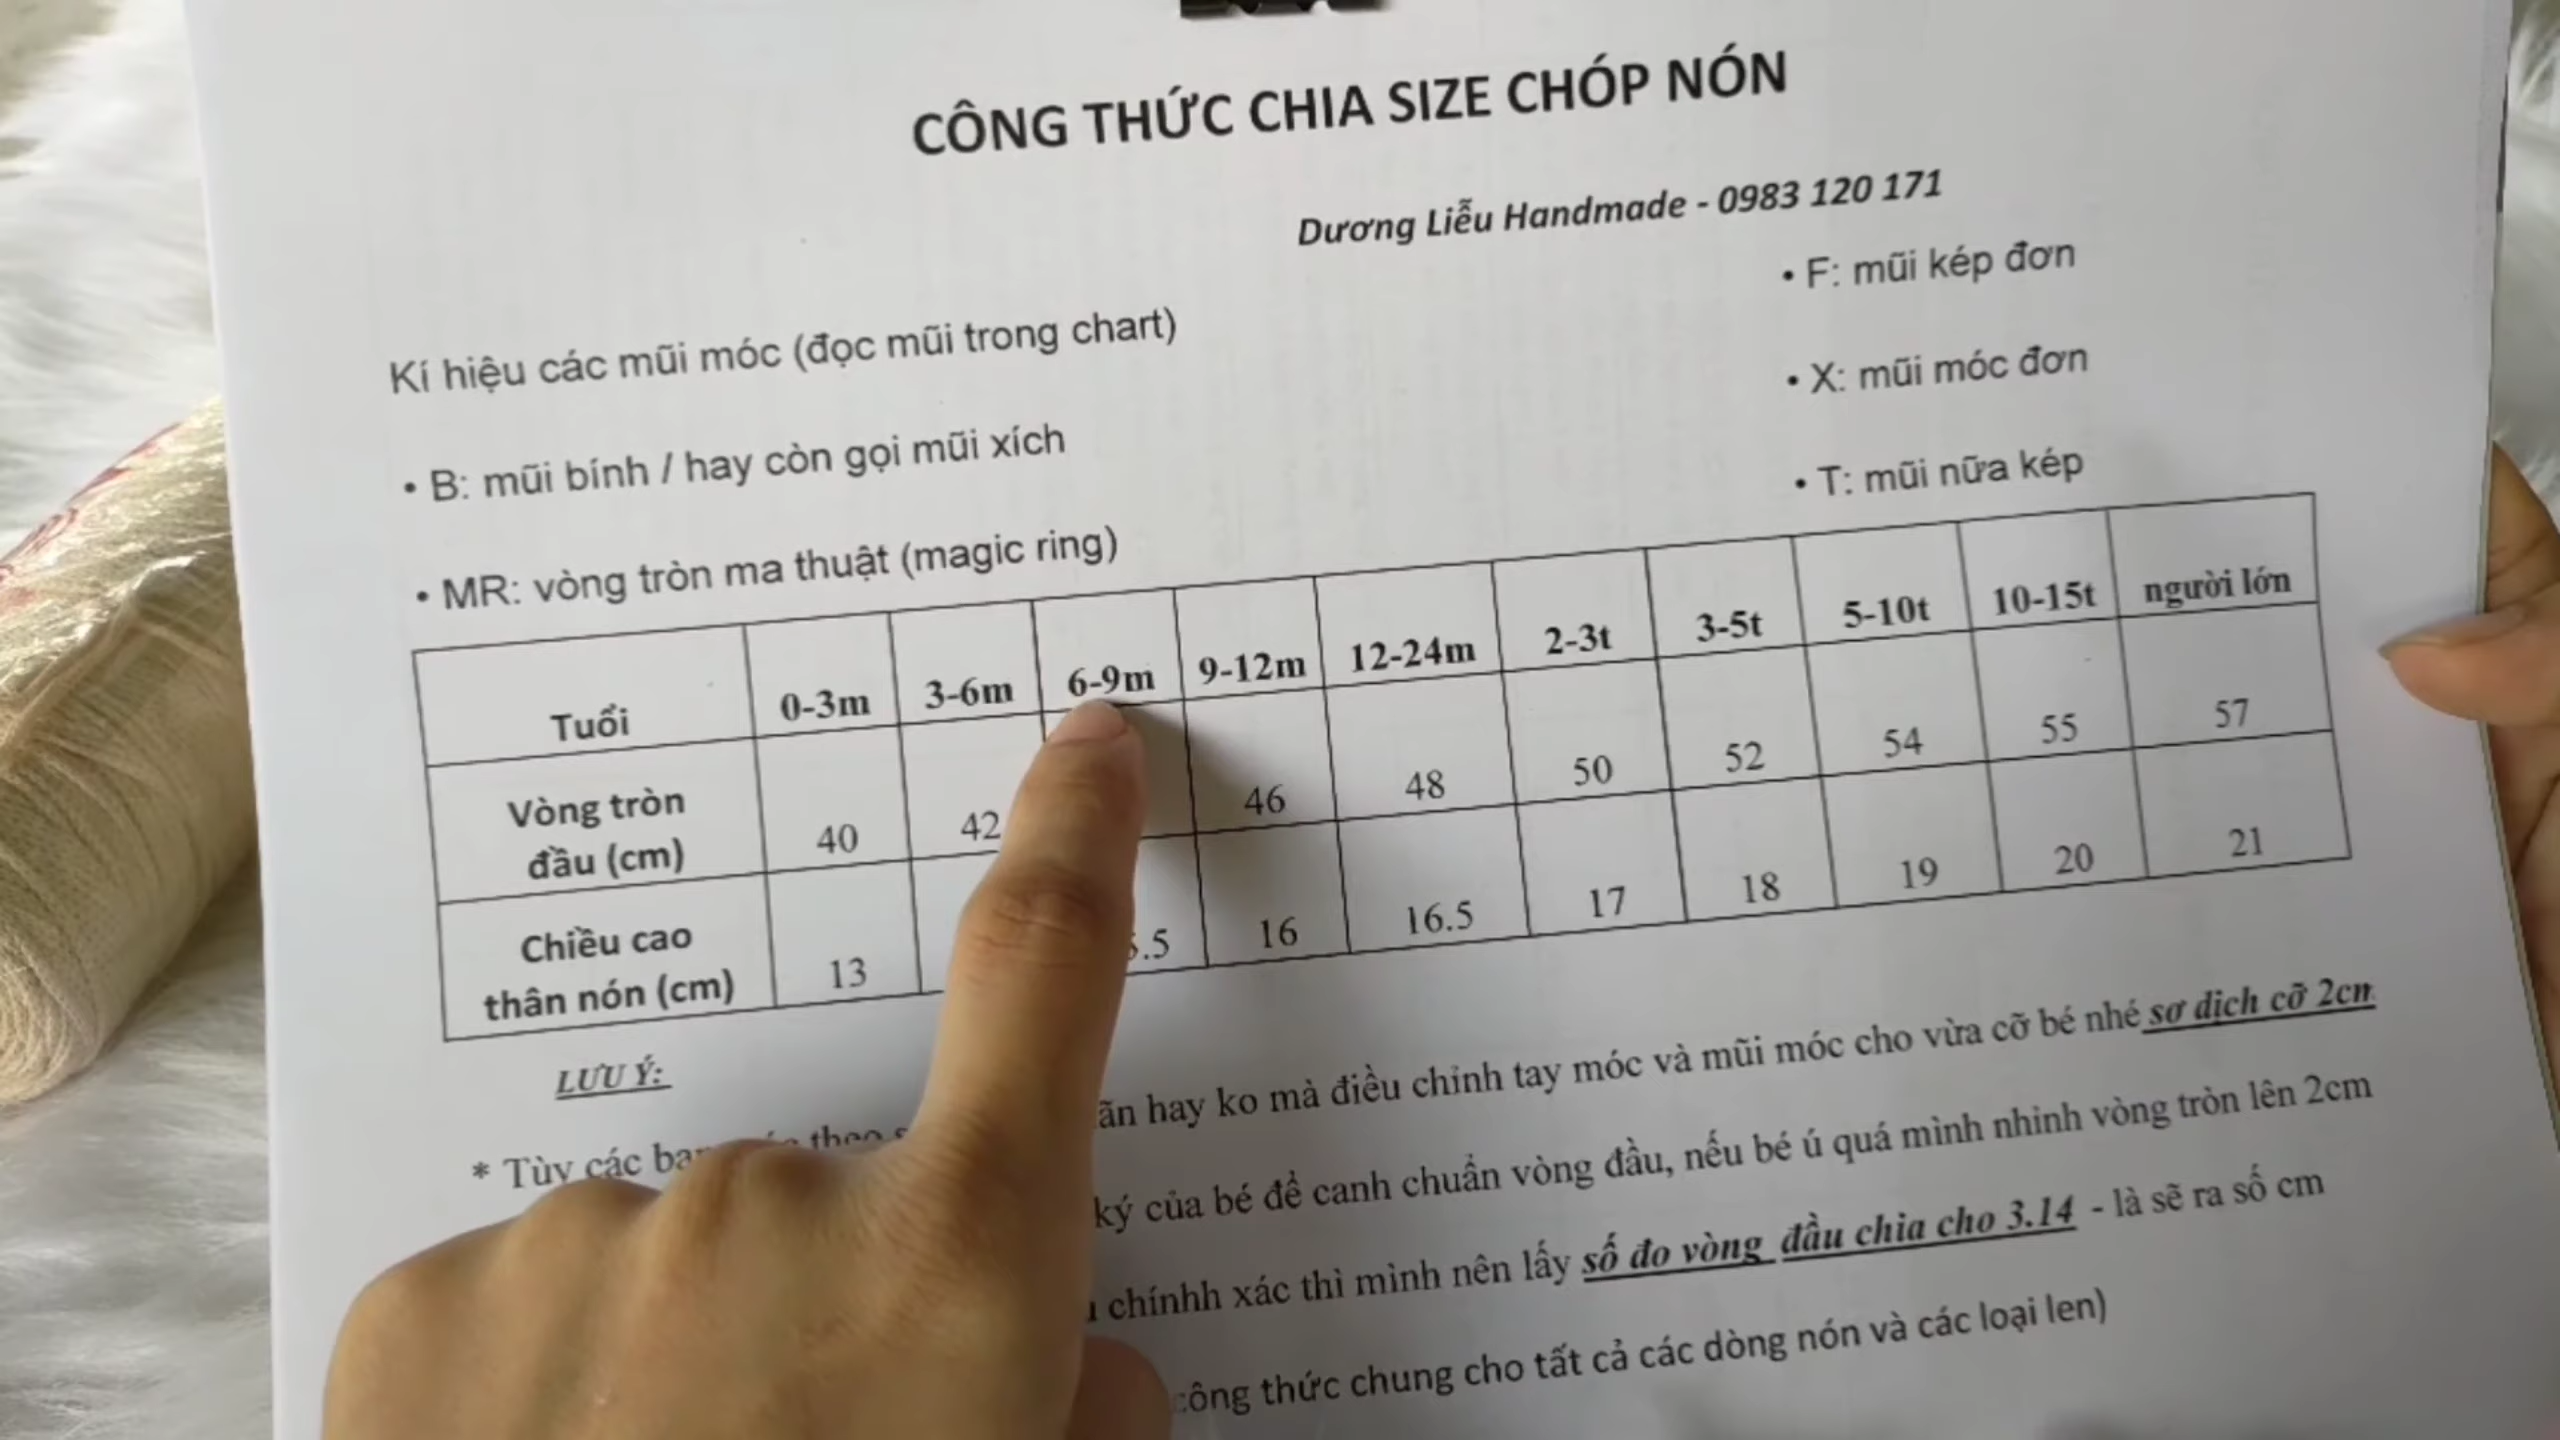 CÔNG THỨC CHIA SIZE CHÓP NÓN
Dương Liễu Handmade - 0983 120 171
Kí hiệu các mũi móc (đọc mũi trong chart)
• B: mũi bính / hay còn gọi mũi xích
• MR: vòng tròn ma thuật (magic ring)
• F: mũi kép đơn
• X: mũi móc đơn
• T: mũi nữa kép
Tuổi 0-3m 3-6m 6-9m 9-12m 12-24m 2-3t 3-5t 5-10t 10-15t người lớn
Vòng tròn
đầu (cm) 40 42 46 48 50 52 54 55 57
Chiều cao
thân nón (cm) 13 .5 16 16.5 17 18 19 20 21
LƯU Ý:
* Tùy các theo hay ko mà điều chỉnh tay móc và mũi móc cho vừa cỡ bé nhé sơ dịch cỡ 2cm
ký của bé để canh chuẩn vòng đầu, nếu bé ú quá mình nhỉnh vòng tròn lên 2cm
chínhh xác thì mình nên lấy số đo vòng đầu chia cho 3.14 - là sẽ ra số cm
công thức chung cho tất cả các dòng nón và các loại len)